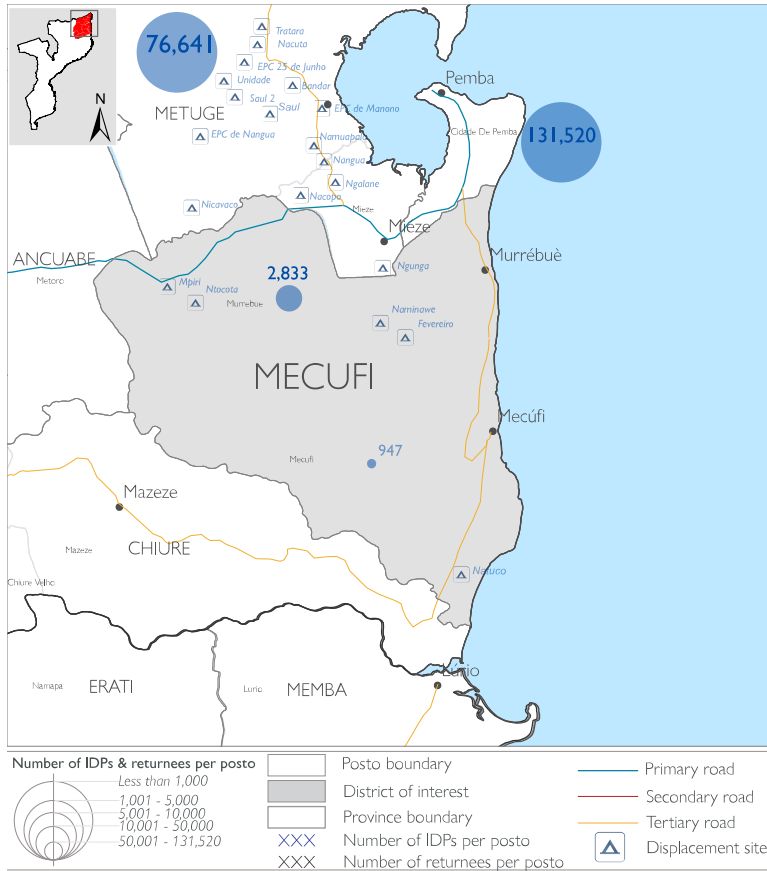 N
76,641
Tratara
Nacuta
EPC 25 de Junho
Unidade
Bandar
Saul 2
Saul
EPC de Manono
METUGE
EPC de Nangua
Namuapala
Nangua
Ngalane
Nacopo
Nicavaco
Mieze
Mieze
Pemba
Cidade De Pemba
131,520
ANCUABE
Metoro
Ngunga
Murrébuè
Mpiri
Ntocota
Murrebue
2,833
Naminawe
Fevereiro
MECUFI
Mecúfi
Mecufi
947
Mazeze
Mazeze
CHIURE
Chiure Velho
Natuco
Lúrio
Namapa
ERATI
Lurio
MEMBA
Number of IDPs & returnees per posto
Less than 1,000
1,001 - 5,000
5,001 - 10,000
10,001 - 50,000
50,001 - 131,520
Posto boundary
District of interest
Province boundary
XXX Number of IDPs per posto
XXX Number of returnees per posto
Primary road
Secondary road
Tertiary road
Displacement site